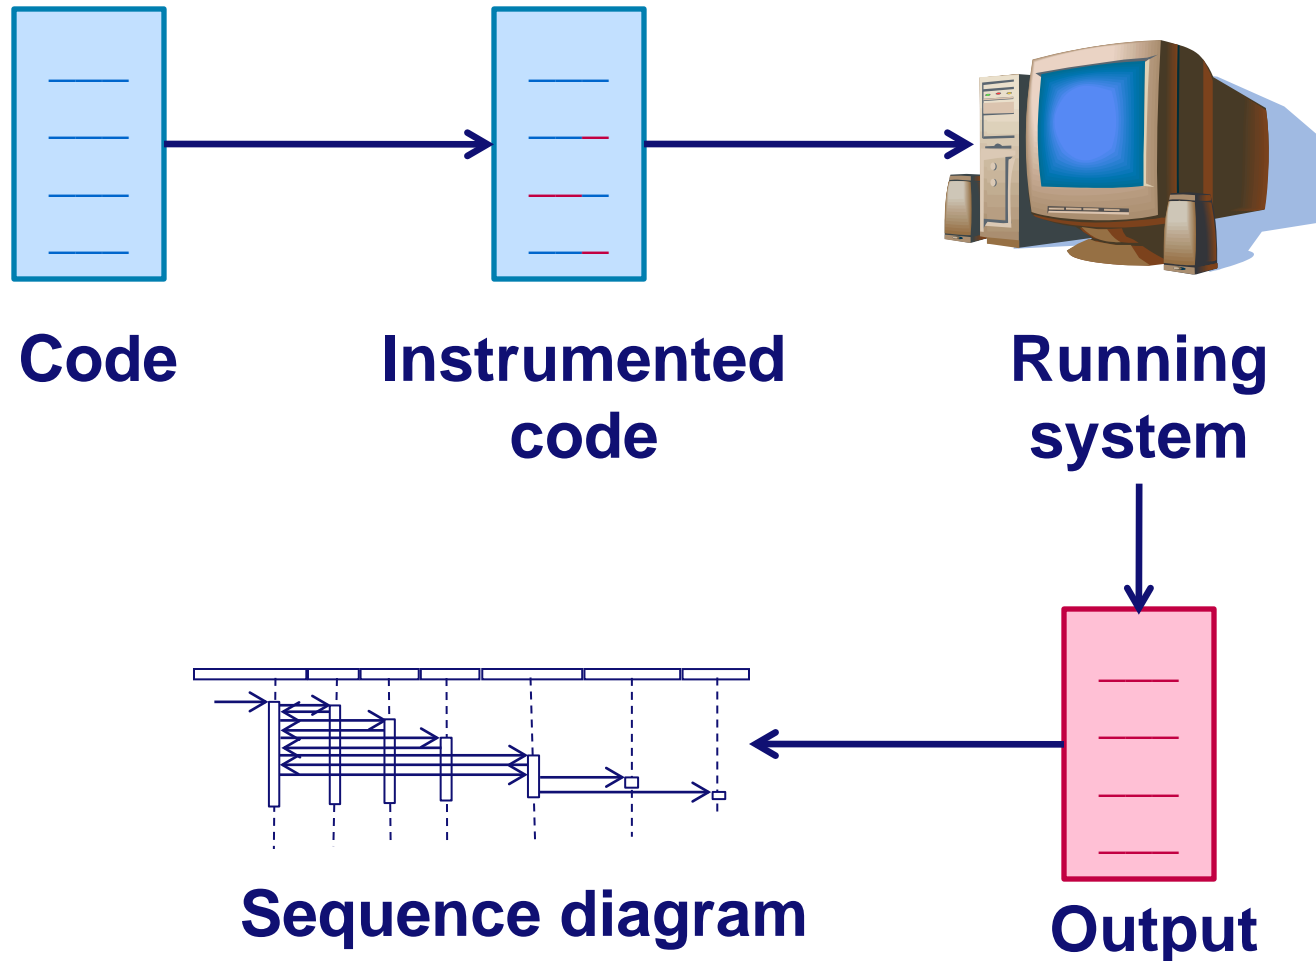 Code
Instrumented
code
Running
system
Sequence diagram
Output